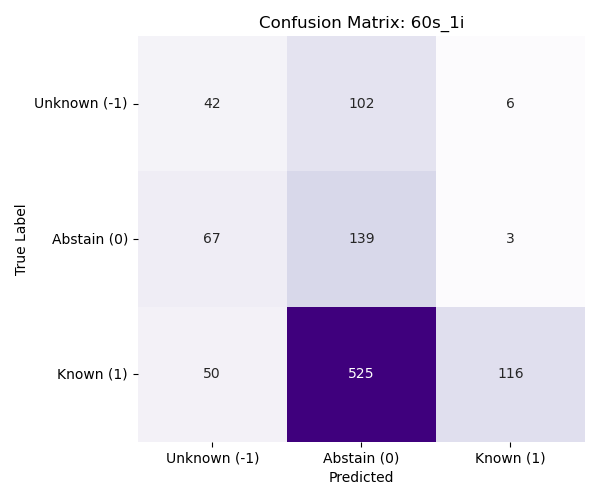 Confusion Matrix: 60s_1i
Unknown (-1) 42 102 6
Abstain (0) 67 139 3
Known (1) 50 525 116
Unknown (-1) Abstain (0) Known (1)
Predicted
True Label